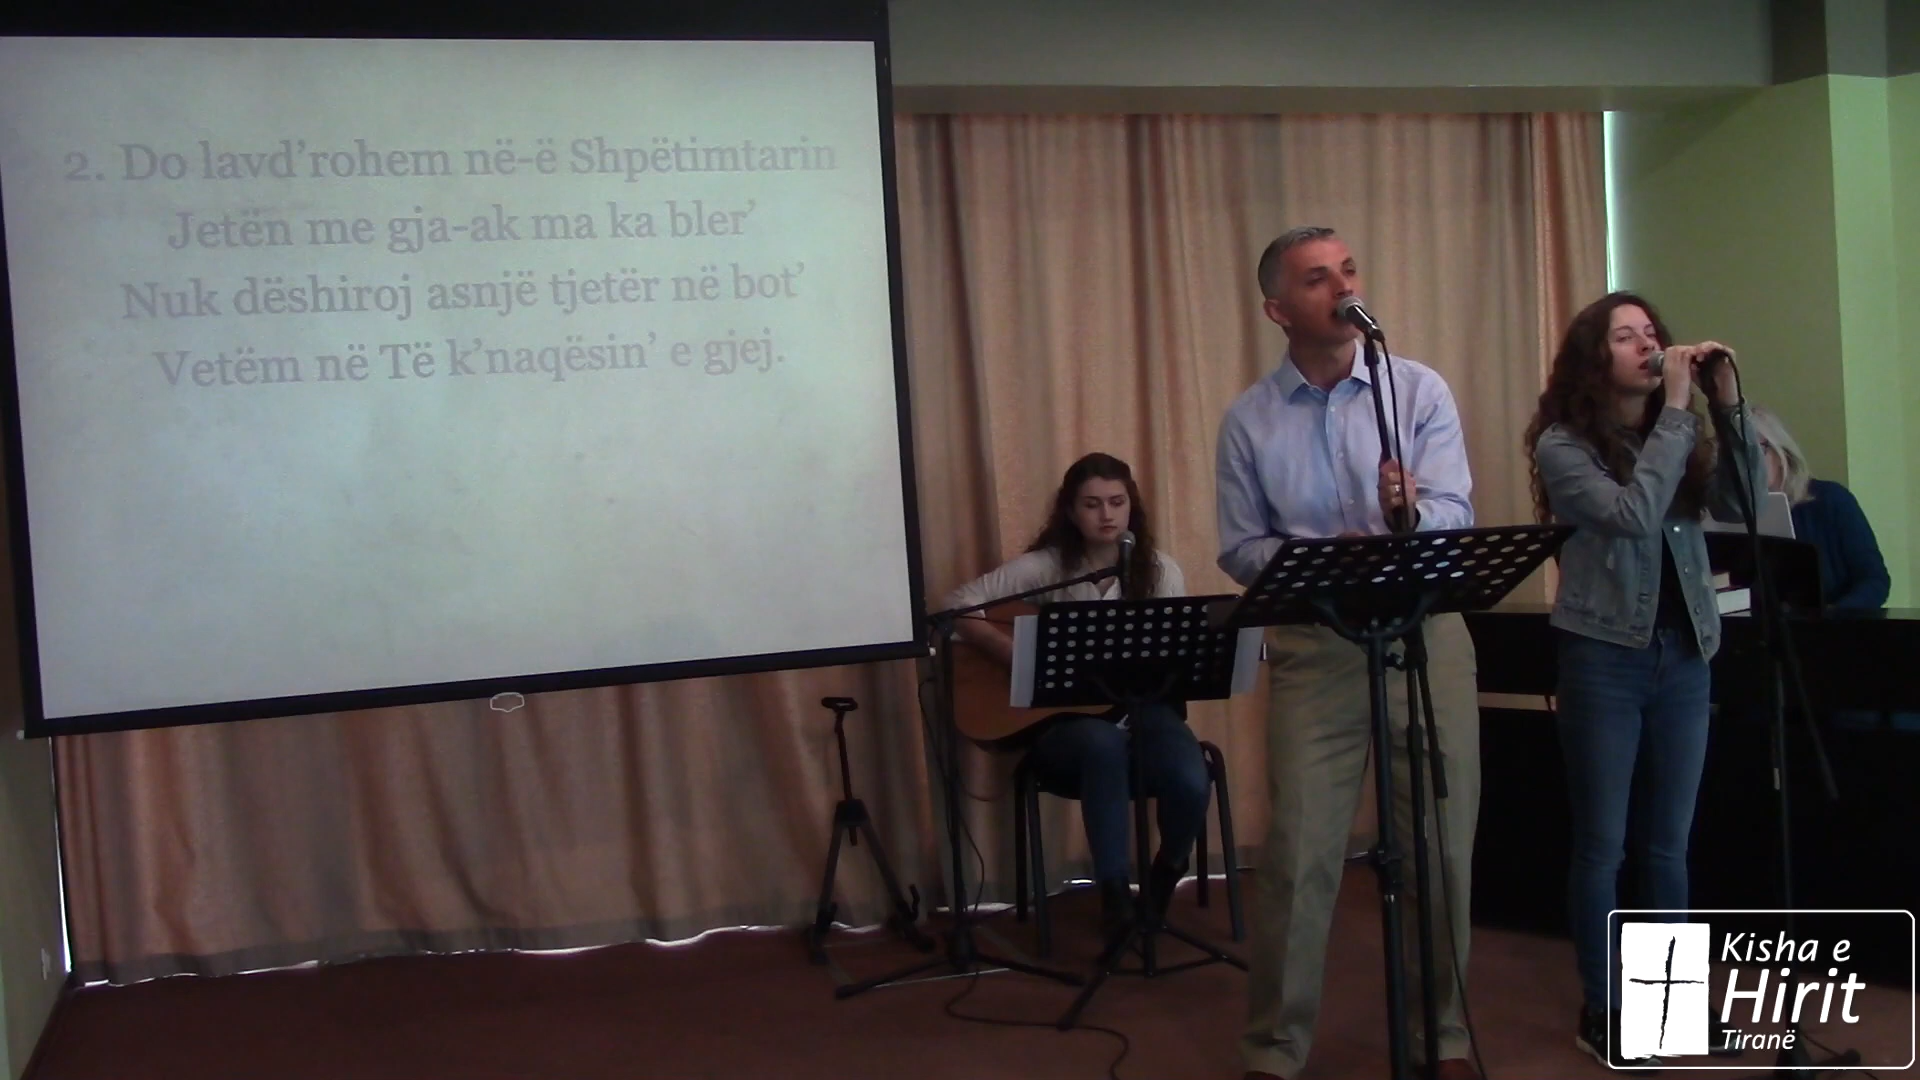 2. Do lavd’rohem në-ë Shpëtimtarin
Jetën me gja-ak ma ka bler’
Nuk dëshiroj asnjë tjetër në bot’
Vetëm në Të k’naqësin’ e gjej.
Kisha e
Hirit
Tiranë